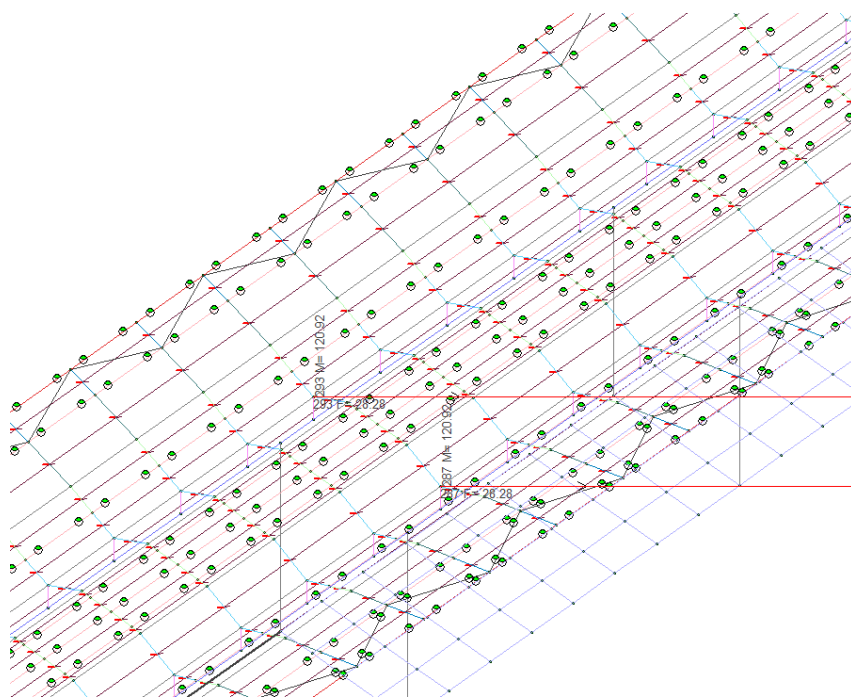 293 M= 120.92
293 F = 28.28
287 M= 120.92
287 F = 28.28